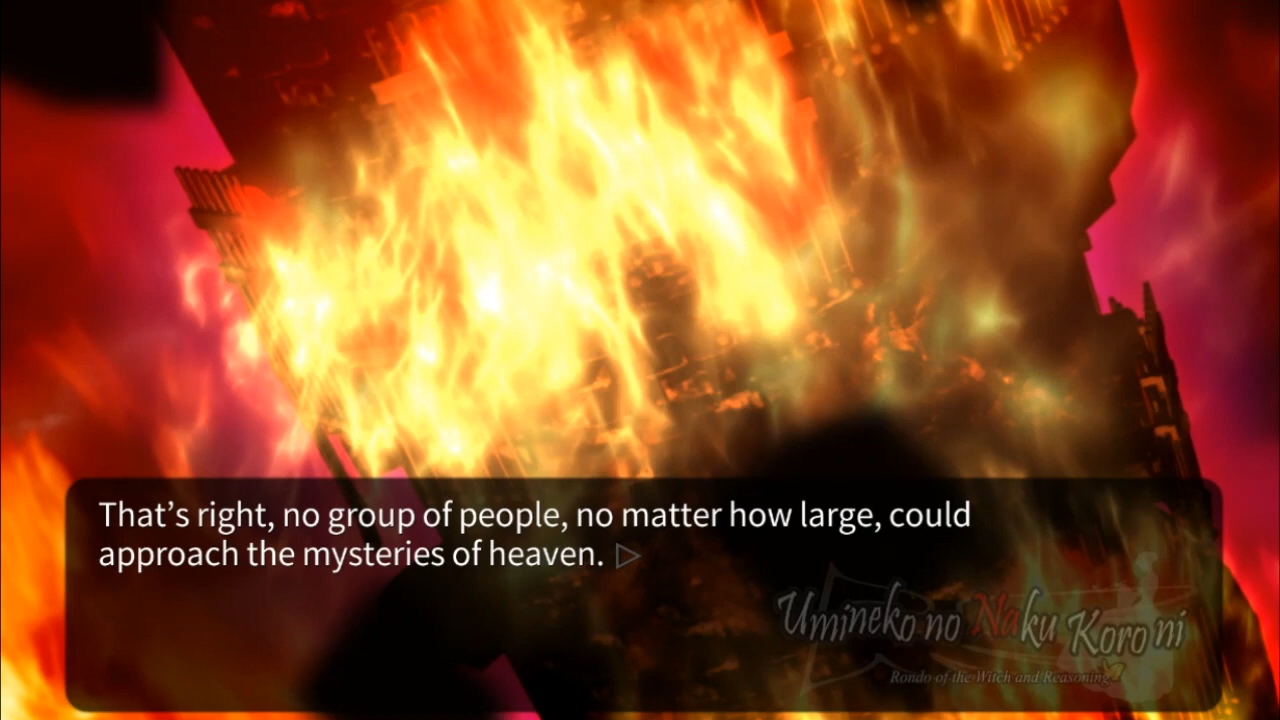 That's right, no group of people, no matter how large, could
approach the mysteries of heaven.
Umineko no Naku Koro ni
Rondo of the Witch and Reasoning